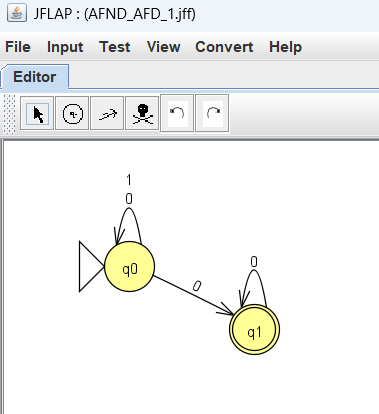 JFLAP : (AFND_AFD_1.jff)
File Input Test View Convert Help
Editor
1
0
q0
0
0
q1